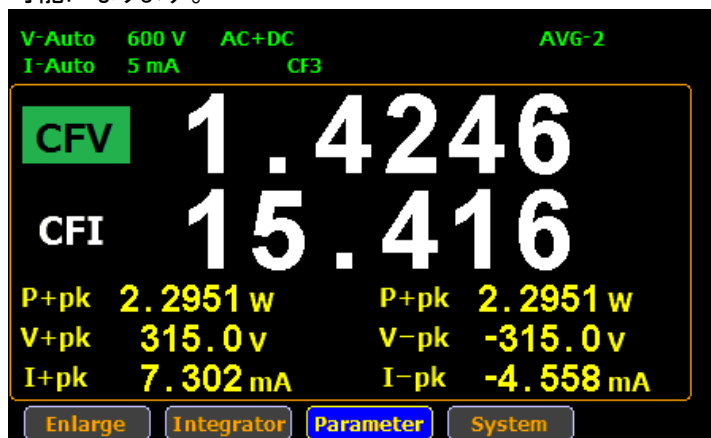 V-Auto 600 V AC+DC AVG-2
I-Auto 5 mA CF3
CFV 1.4246
CFI 15.416
P+pk 2.2951 W P+pk 2.2951 W
V+pk 315.0 V V-pk -315.0 V
I+pk 7.302 mA I-pk -4.558 mA
Enlarge Integrator Parameter System